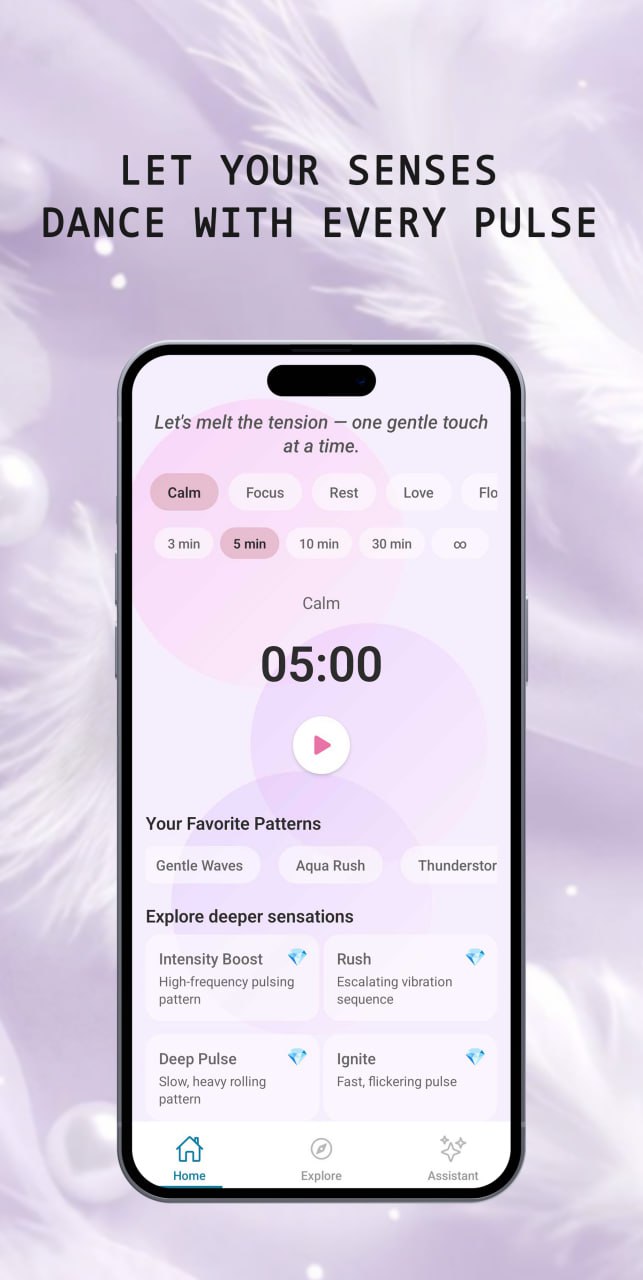 LET YOUR SENSES
DANCE WITH EVERY PULSE
Let's melt the tension — one gentle touch
at a time.
Calm Focus Rest Love Flo
3 min 5 min 10 min 30 min ∞
Calm
05:00
Your Favorite Patterns
Gentle Waves Aqua Rush Thunderstor
Explore deeper sensations
Intensity Boost 💎 Rush 💎
High-frequency pulsing Escalating vibration
pattern sequence
Deep Pulse 💎 Ignite 💎
Slow, heavy rolling Fast, flickering pulse
pattern
Home Explore Assistant